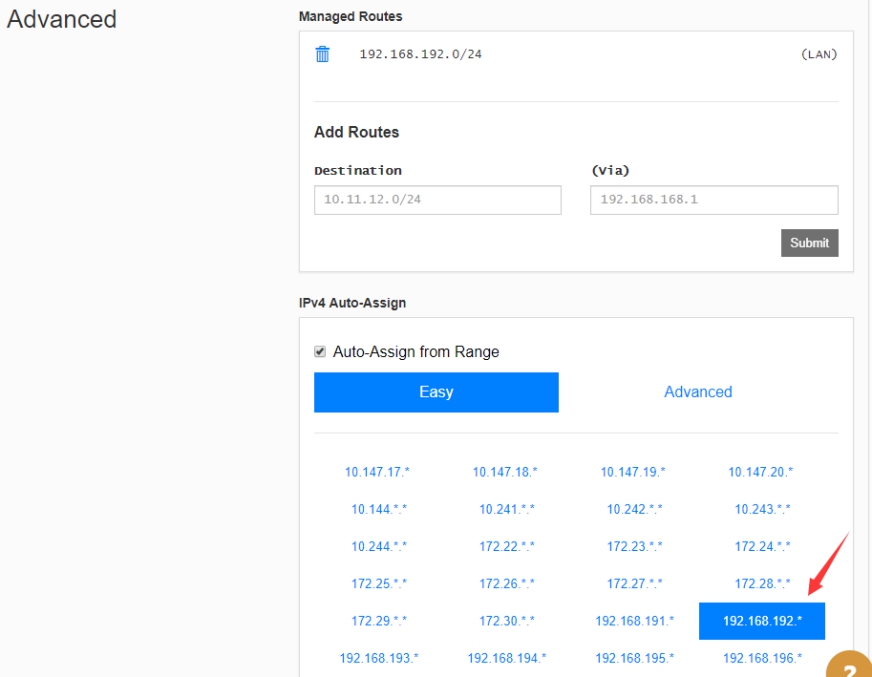 Advanced
Managed Routes
192.168.192.0/24 (LAN)
Add Routes
Destination (Via)
10.11.12.0/24 192.168.168.1
Submit
IPv4 Auto-Assign
Auto-Assign from Range
Easy Advanced
10.147.17.* 10.147.18.* 10.147.19.* 10.147.20.*
10.144.*.* 10.241.*.* 10.242.*.* 10.243.*.*
10.244.*.* 172.22.*.* 172.23.*.* 172.24.*.*
172.25.*.* 172.26.*.* 172.27.*.* 172.28.*.*
172.29.*.* 172.30.*.* 192.168.191.* 192.168.192.*
192.168.193.* 192.168.194.* 192.168.195.* 192.168.196.*
?